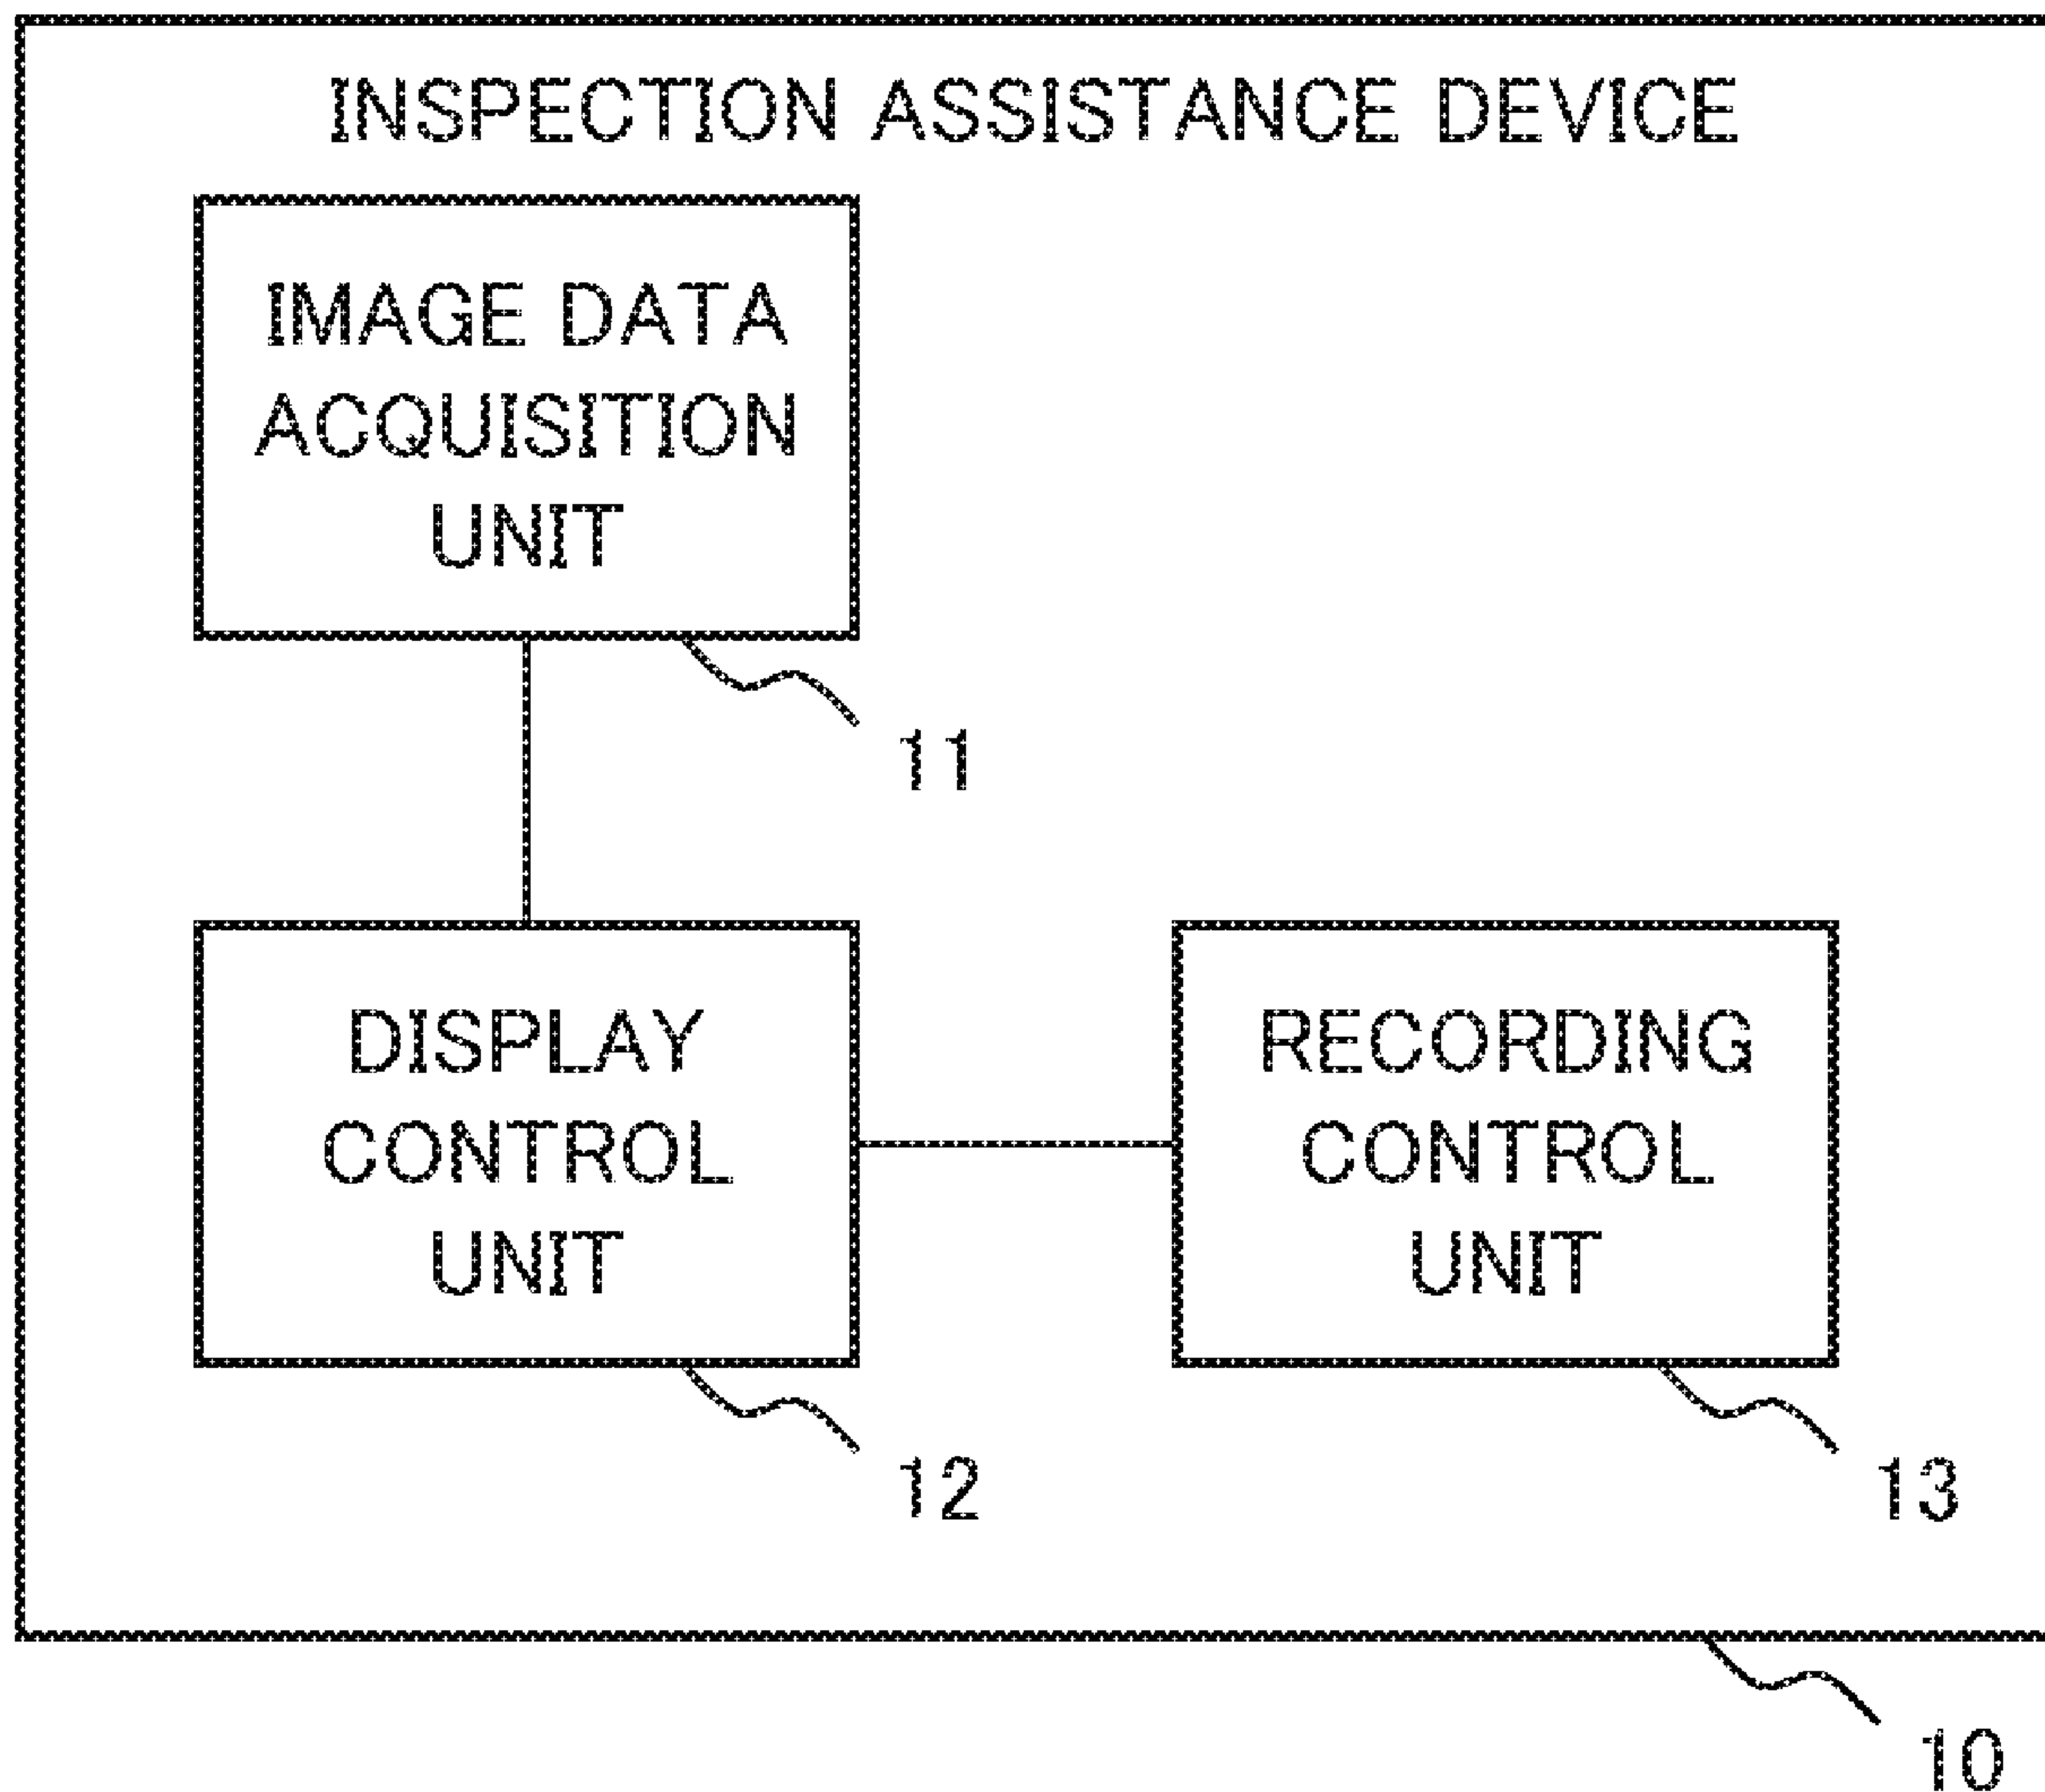 INSPECTION ASSISTANCE DEVICE
IMAGE DATA
ACQUISITION
UNIT
11
DISPLAY
CONTROL
UNIT
12
RECORDING
CONTROL
UNIT
13
10